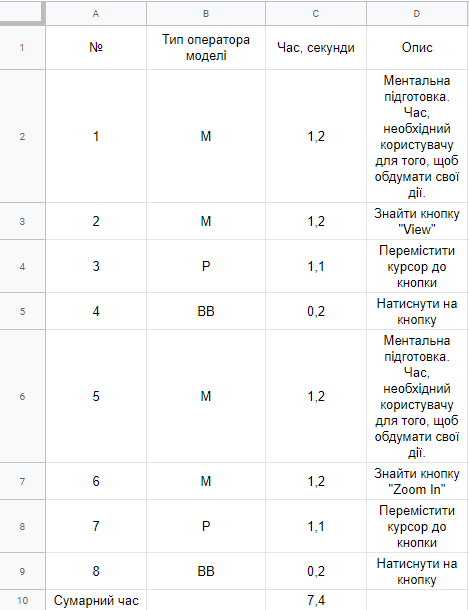 A B C D
1 № Тип оператора моделі Час, секунди Опис
2 1 M 1,2 Ментальна підготовка. Час, необхідний користувачу для того, щоб обдумати свої дії.
3 2 M 1,2 Знайти кнопку "View"
4 3 P 1,1 Перемістити курсор до кнопки
5 4 BB 0,2 Натиснути на кнопку
6 5 M 1,2 Ментальна підготовка. Час, необхідний користувачу для того, щоб обдумати свої дії.
7 6 M 1,2 Знайти кнопку "Zoom In"
8 7 P 1,1 Перемістити курсор до кнопки
9 8 BB 0,2 Натиснути на кнопку
10 Сумарний час 7,4